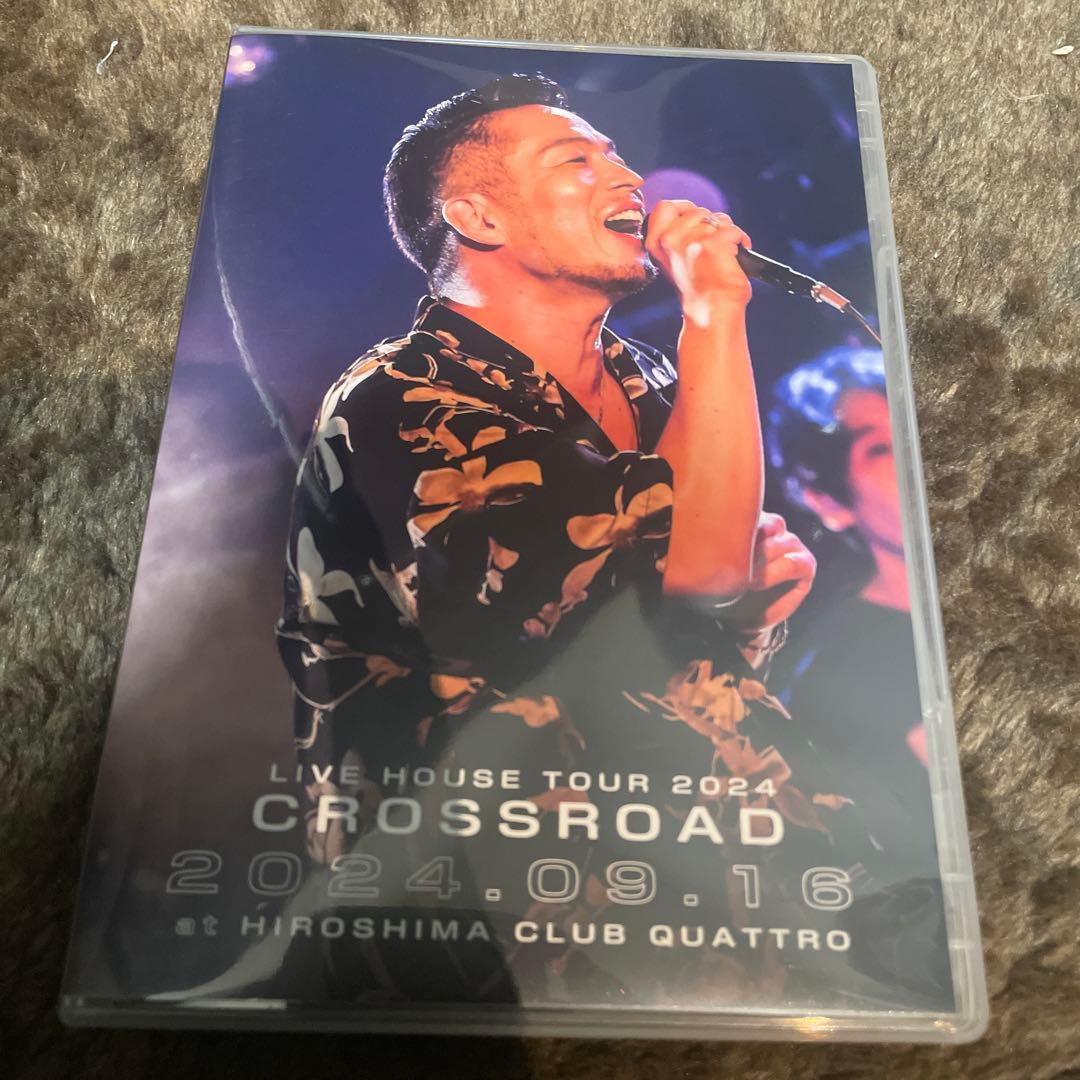 LIVE HOUSE TOUR 2024
CROSSROAD
2024.09.16
at HIROSHIMA CLUB QUATTRO